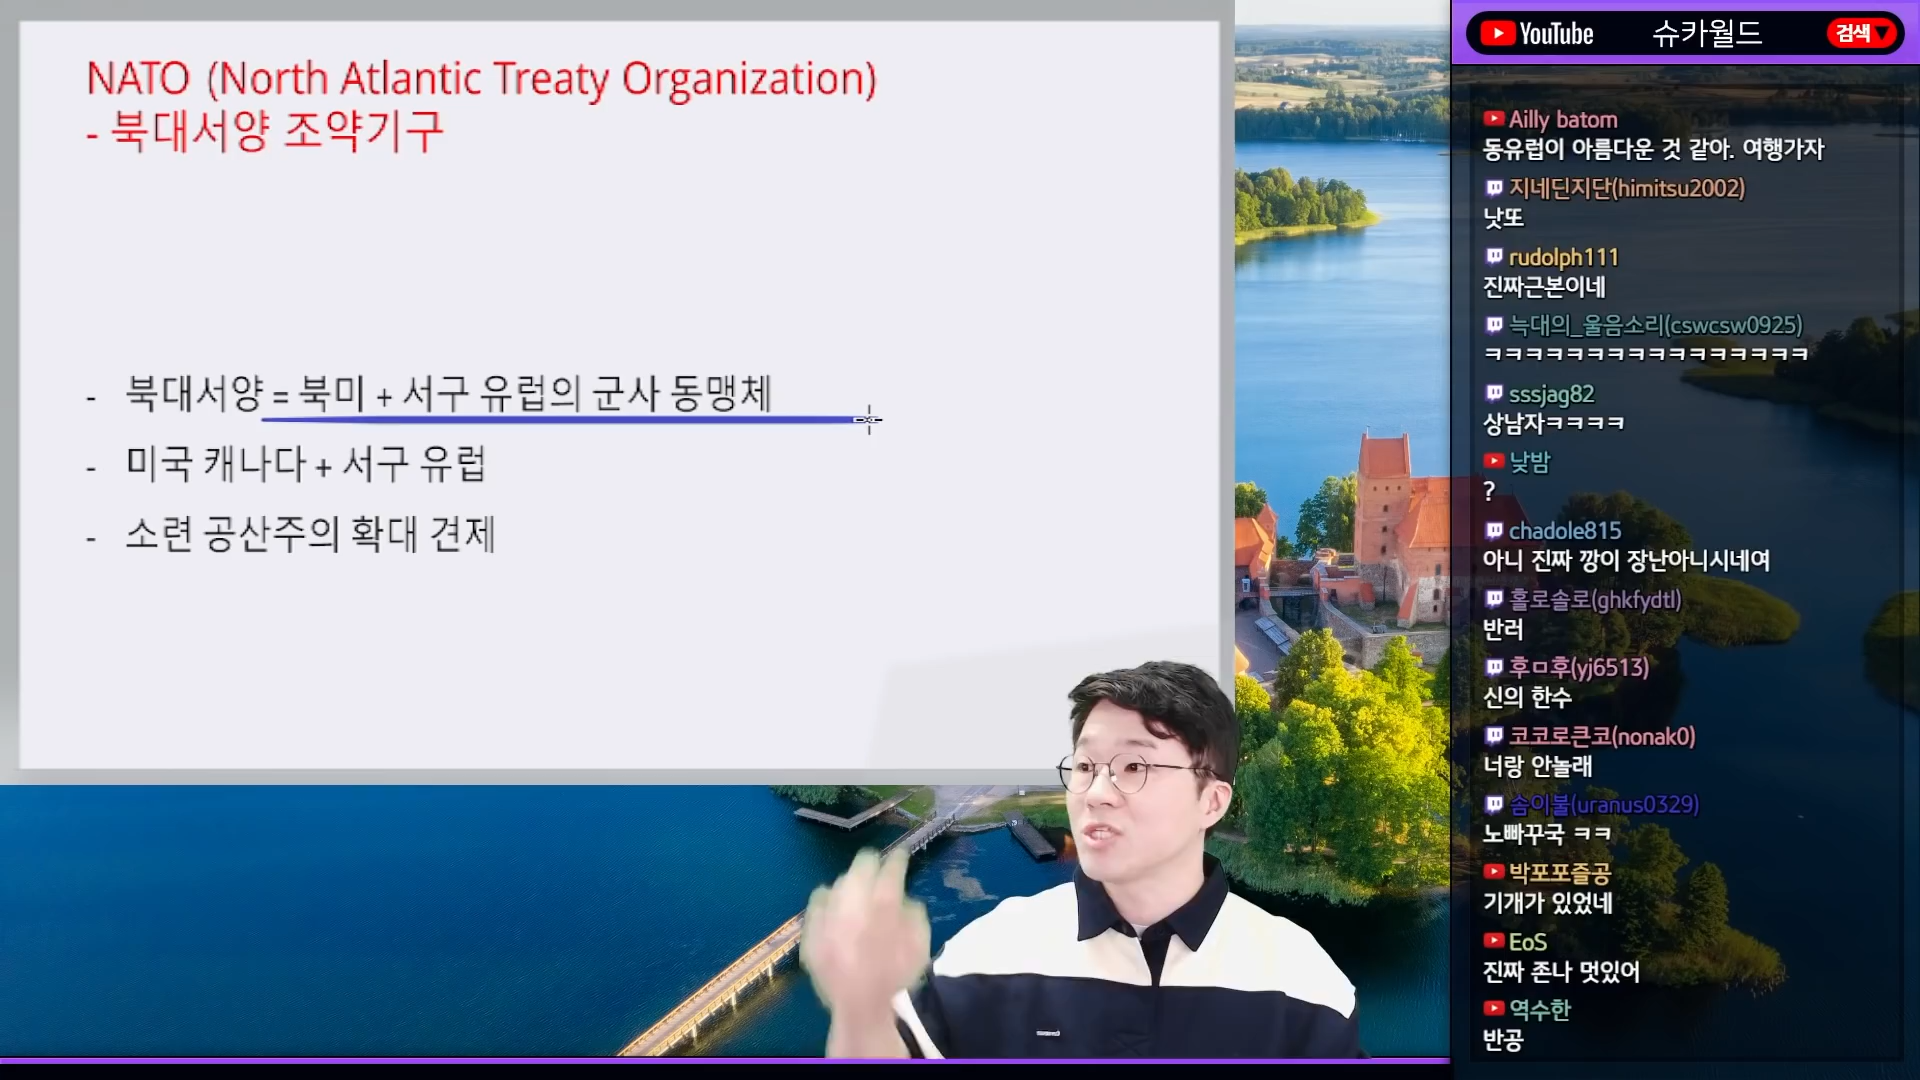 NATO (North Atlantic Treaty Organization)
- 북대서양 조약기구
- 북대서양 = 북미 + 서구 유럽의 군사 동맹체
- 미국 캐나다 + 서구 유럽
- 소련 공산주의 확대 견제
YouTube 슈카월드 검색▼
Ailly batom
동유럽이 아름다운 것 같아. 여행가자
지네딘지단(himitsu2002)
낫또
rudolph111
진짜근본이네
늑대의_울음소리(cswcsw0925)
ㅋㅋㅋㅋㅋㅋㅋㅋㅋㅋㅋㅋㅋㅋㅋㅋ
sssjag82
상남자ㅋㅋㅋㅋ
낮밤
?
chadole815
아니 진짜 깡이 장난아니시네여
홀로솔로(ghkfydtl)
반러
후ㅁ후(yj6513)
신의 한수
코코로큰코(nonak0)
너랑 안놀래
솜이불(uranus0329)
노빠꾸국 ㅋㅋ
박포포즐공
기개가 있었네
EoS
진짜 존나 멋있어
역수한
반공